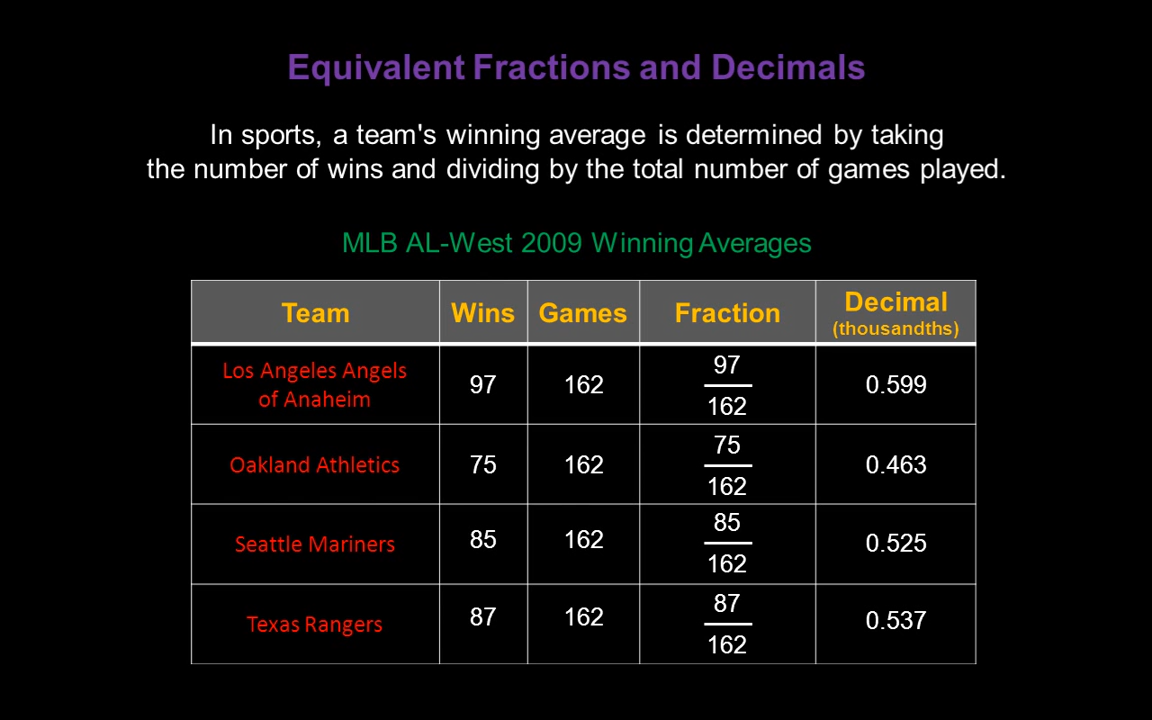 Equivalent Fractions and Decimals
In sports, a team's winning average is determined by taking
the number of wins and dividing by the total number of games played.
MLB AL-West 2009 Winning Averages
Team Wins Games Fraction Decimal
(thousandths)
Los Angeles Angels
of Anaheim
97 162 97/162 0.599
Oakland Athletics 75 162 75/162 0.463
Seattle Mariners 85 162 85/162 0.525
Texas Rangers 87 162 87/162 0.537